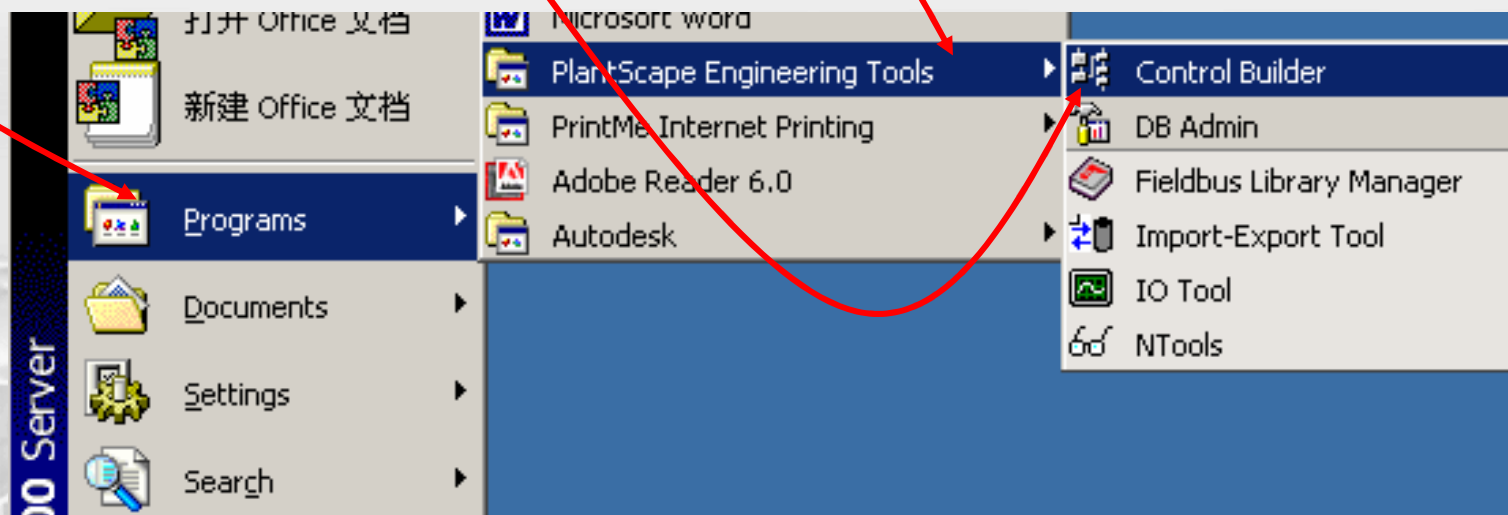 打开 Office 文档
新建 Office 文档
Programs
Documents
Settings
Search
00 Server
Microsoft Word
PlantScape Engineering Tools
PrintMe Internet Printing
Adobe Reader 6.0
Autodesk
Control Builder
DB Admin
Fieldbus Library Manager
Import-Export Tool
IO Tool
NTools